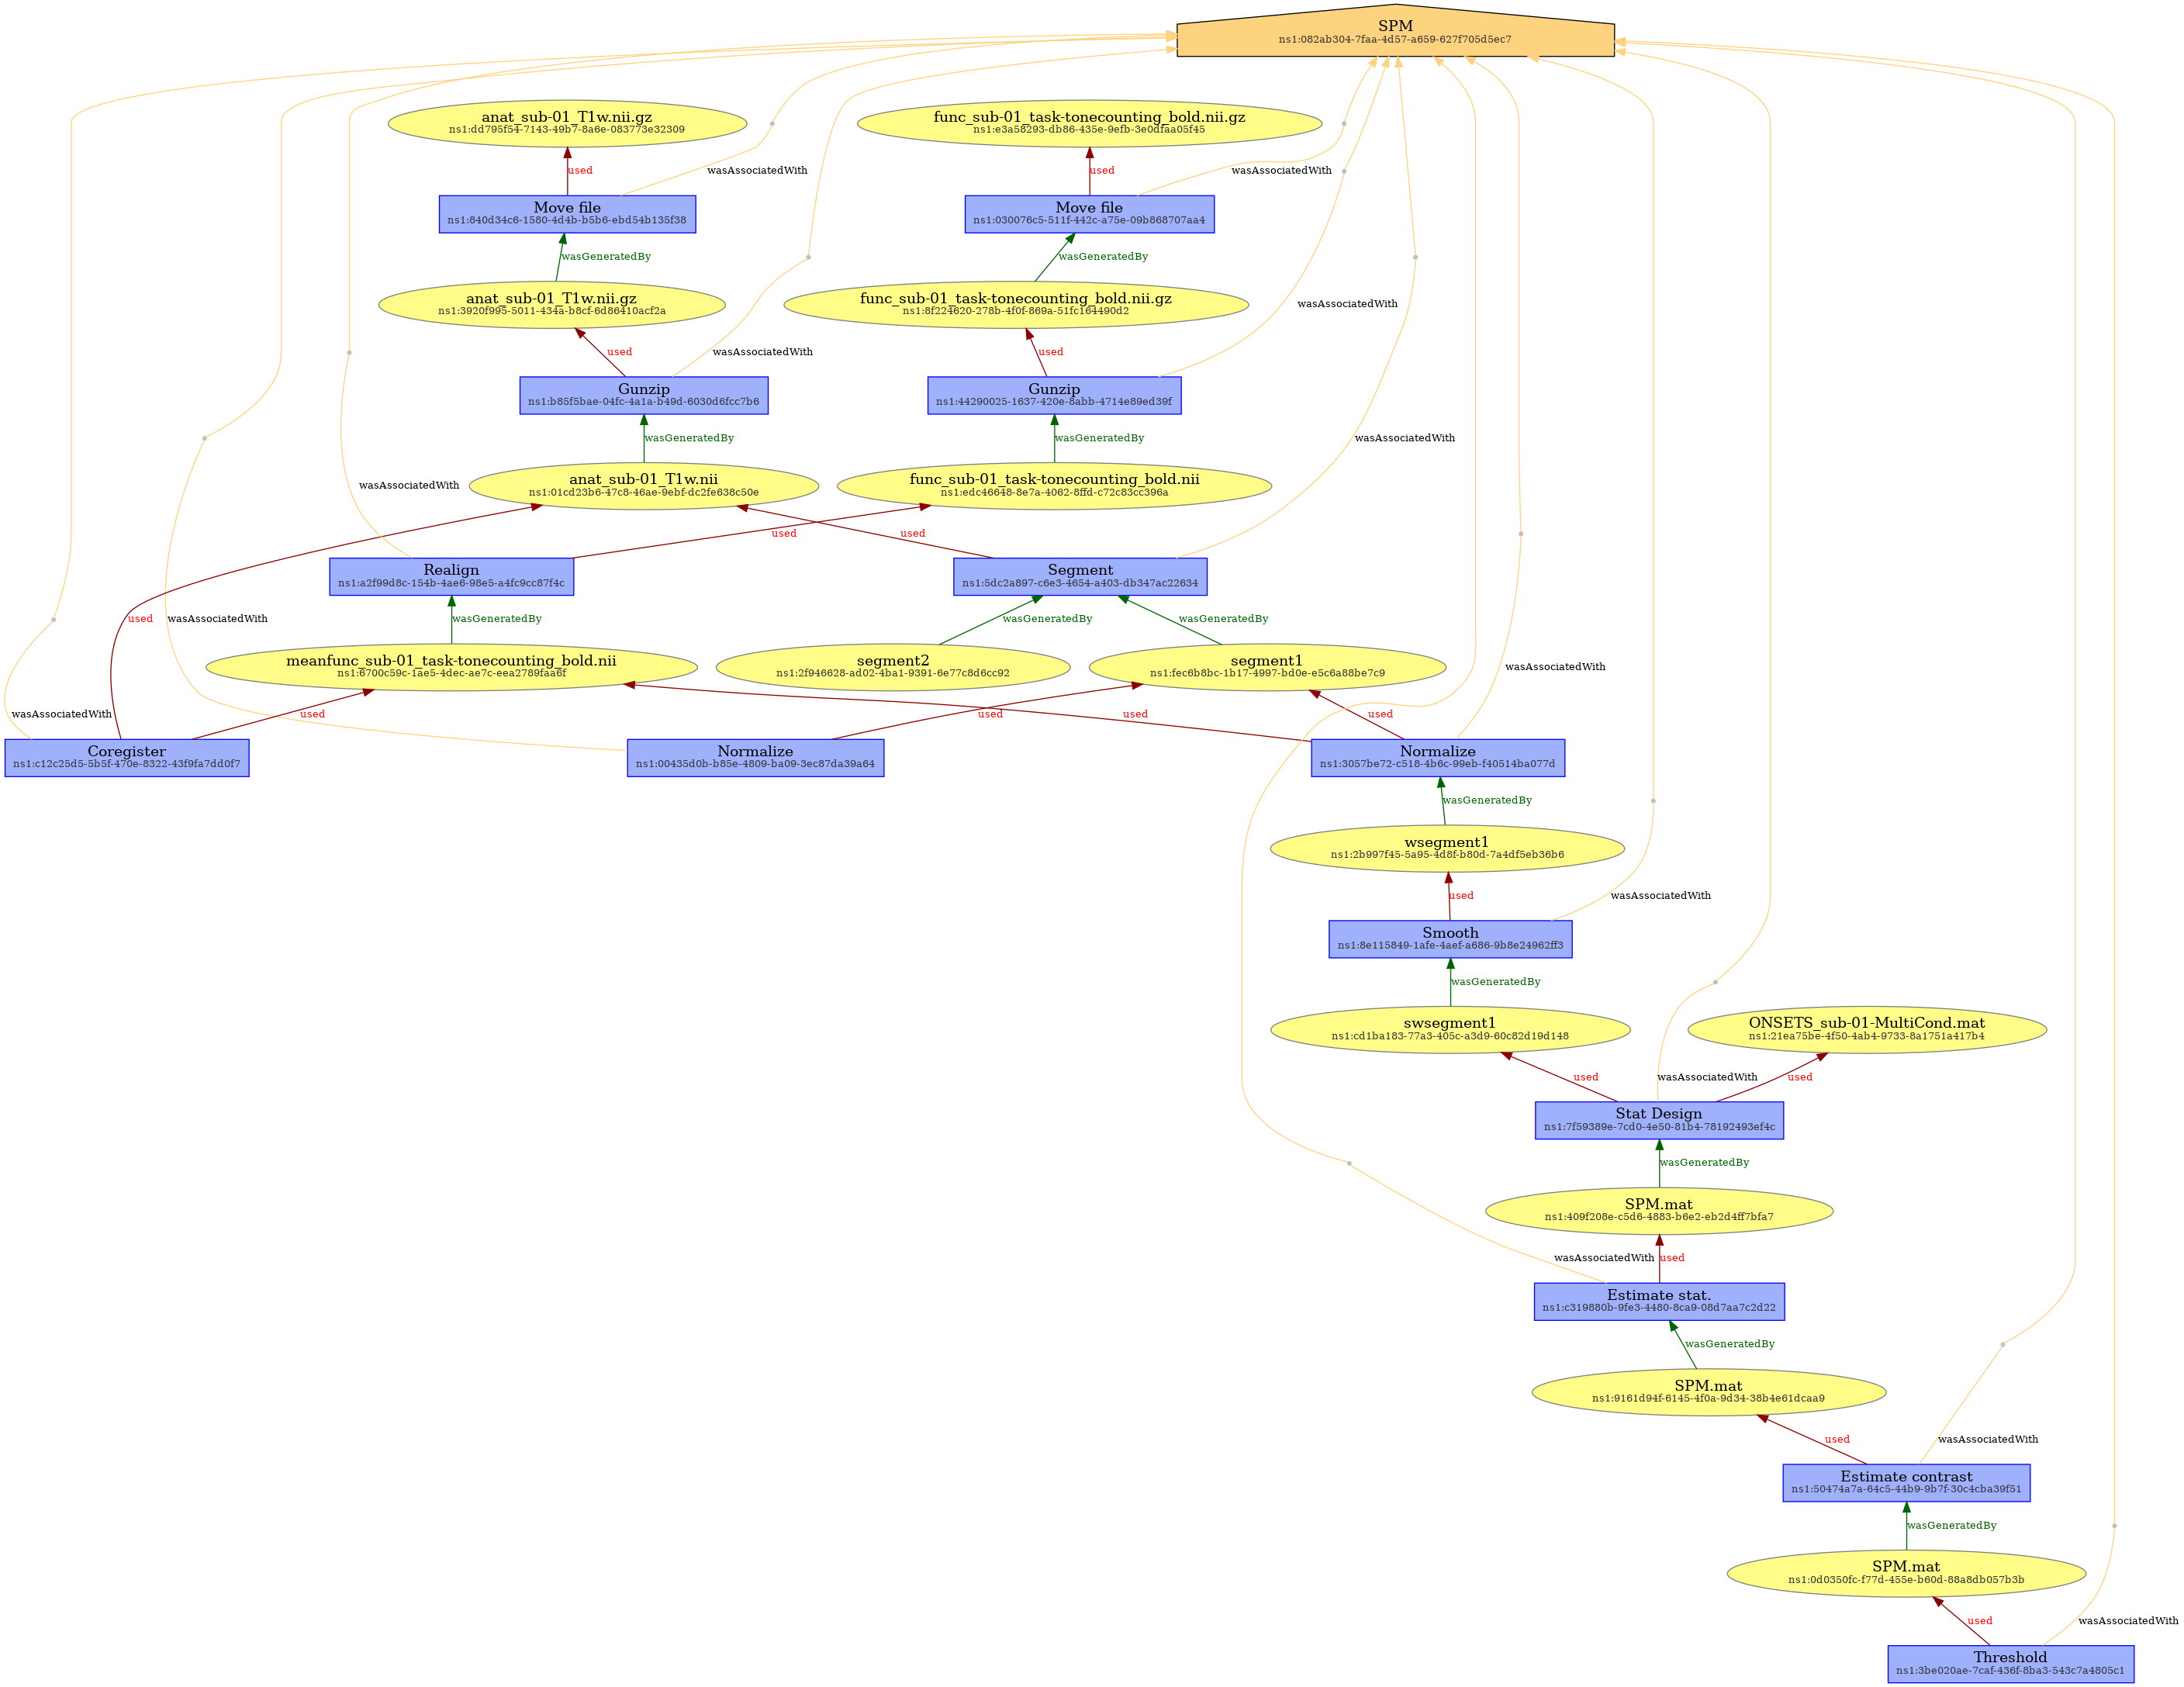 SPM
ns1:082ab304-7faa-4d57-a659-627f705d5ec7
anat_sub-01_T1w.nii.gz
ns1:dd795f54-7143-49b7-8a6e-083773e32309
func_sub-01_task-tonecounting_bold.nii.gz
ns1:e3a58293-db86-435e-9efb-3e0dfaa05f45
used
wasAssociatedWith
used
wasAssociatedWith
Move file
ns1:840d34c6-1580-4d4b-b5b6-ebd54b135f38
Move file
ns1:030076c5-511f-442c-a75e-09b868707aa4
wasGeneratedBy
wasGeneratedBy
anat_sub-01_T1w.nii.gz
ns1:3920f995-5011-434a-b8cf-6d86410acf2a
func_sub-01_task-tonecounting_bold.nii.gz
ns1:8f224620-278b-4f0f-869a-51fc164490d2
wasAssociatedWith
used
wasAssociatedWith
used
Gunzip
ns1:b85f5bae-04fc-4a1a-b49d-6030d6fcc7b6
Gunzip
ns1:44290025-1637-420e-8abb-4714e89ed39f
wasGeneratedBy
wasGeneratedBy
wasAssociatedWith
anat_sub-01_T1w.nii
ns1:01cd23b6-47c8-46ae-9ebf-dc2fe638c50e
func_sub-01_task-tonecounting_bold.nii
ns1:edc46648-8e7a-4062-8ffd-c72c83cc396a
wasAssociatedWith
used
used
Realign
ns1:a2f99d8c-154b-4ae6-98e5-a4fc9cc87f4c
Segment
ns1:5dc2a897-c6e3-4654-a403-db347ac22634
used
wasAssociatedWith
wasGeneratedBy
wasGeneratedBy
wasGeneratedBy
meanfunc_sub-01_task-tonecounting_bold.nii
ns1:6700c59c-1ae5-4dec-ae7c-eea2789faa6f
segment2
ns1:2f946628-ad02-4ba1-9391-6e77c8d6cc92
segment1
ns1:fec6b8bc-1b17-4997-bd0e-e5c6a88be7c9
wasAssociatedWith
wasAssociatedWith
used
used
used
used
Coregister
ns1:c12c25d5-5b5f-470e-8322-43f9fa7dd0f7
Normalize
ns1:00435d0b-b85e-4809-ba09-3ec87da39a64
Normalize
ns1:3057be72-c518-4b6c-99eb-f40514ba077d
wasGeneratedBy
wsegment1
ns1:2b997f45-5a95-4d8f-b80d-7a4df5eb36b6
used
wasAssociatedWith
Smooth
ns1:8e115849-1afe-4aef-a686-9b8e24962ff3
wasGeneratedBy
swsegment1
ns1:cd1ba183-77a3-405c-a3d9-60c82d19d148
ONSETS_sub-01-MultiCond.mat
ns1:21ea75be-4f50-4ab4-9733-8a1751a417b4
used
wasAssociatedWith
used
Stat Design
ns1:7f59389e-7cd0-4e50-81b4-78192493ef4c
wasGeneratedBy
SPM.mat
ns1:409f208e-c5d6-4883-b6e2-eb2d4ff7bfa7
wasAssociatedWith
used
Estimate stat.
ns1:c319880b-9fe3-4480-8ca9-08d7aa7c2d22
wasGeneratedBy
SPM.mat
ns1:9161d94f-6145-4f0a-9d34-38b4e61dcaa9
used
wasAssociatedWith
Estimate contrast
ns1:50474a7a-64c5-44b9-9b7f-30c4cba39f51
wasGeneratedBy
SPM.mat
ns1:0d0350fc-f77d-455e-b60d-88a8db057b3b
used
wasAssociatedWith
Threshold
ns1:3be020ae-7caf-436f-8ba3-543c7a4805c1